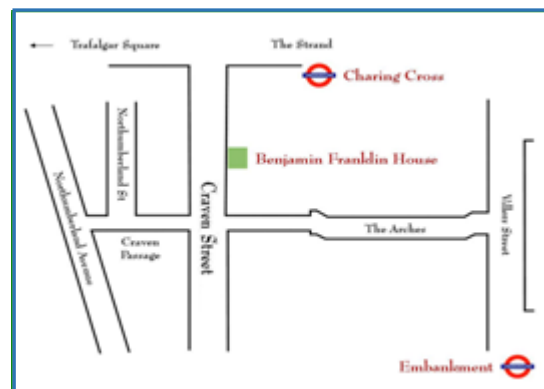 Trafalgar Square
The Strand
Charing Cross
Northumberland St
Benjamin Franklin House
Northumberland Avenue
Craven Street
Villiers Street
The Arches
Craven
Passage
Embankment